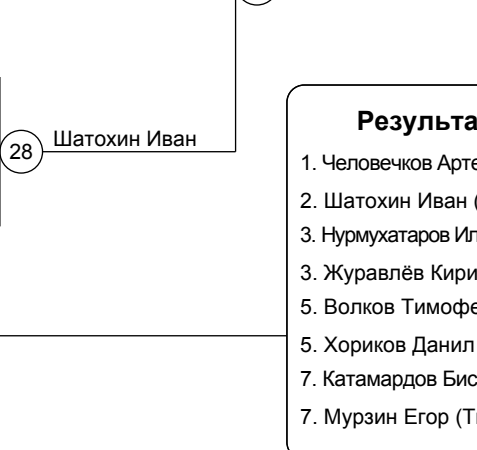 28
Шатохин Иван
Результа
1. Человечков Арте
2. Шатохин Иван (
3. Нурмухатаров Ил
3. Журавлёв Кири
5. Волков Тимофе
5. Хориков Данил
7. Катамардов Бис
7. Мурзин Егор (Ті